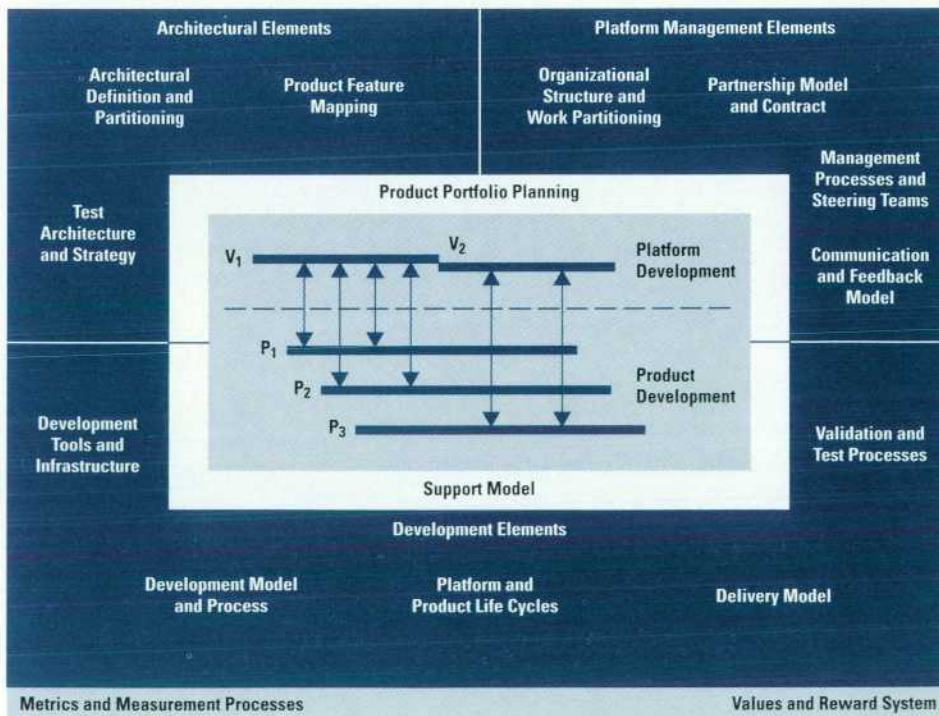 Architectural Elements
Architectural
Definition and
Partitioning
Product Feature
Mapping
Test
Architecture
and Strategy
Platform Management Elements
Organizational
Structure and
Work Partitioning
Partnership Model
and Contract
Management
Processes and
Steering Teams
Communication
and Feedback
Model
Product Portfolio Planning
V1
V2
Platform
Development
P1
P2
P3
Product
Development
Support Model
Development Elements
Development
Tools and
Infrastructure
Validation and
Test Processes
Development Model
and Process
Platform and
Product Life Cycles
Delivery Model
Metrics and Measurement Processes
Values and Reward System